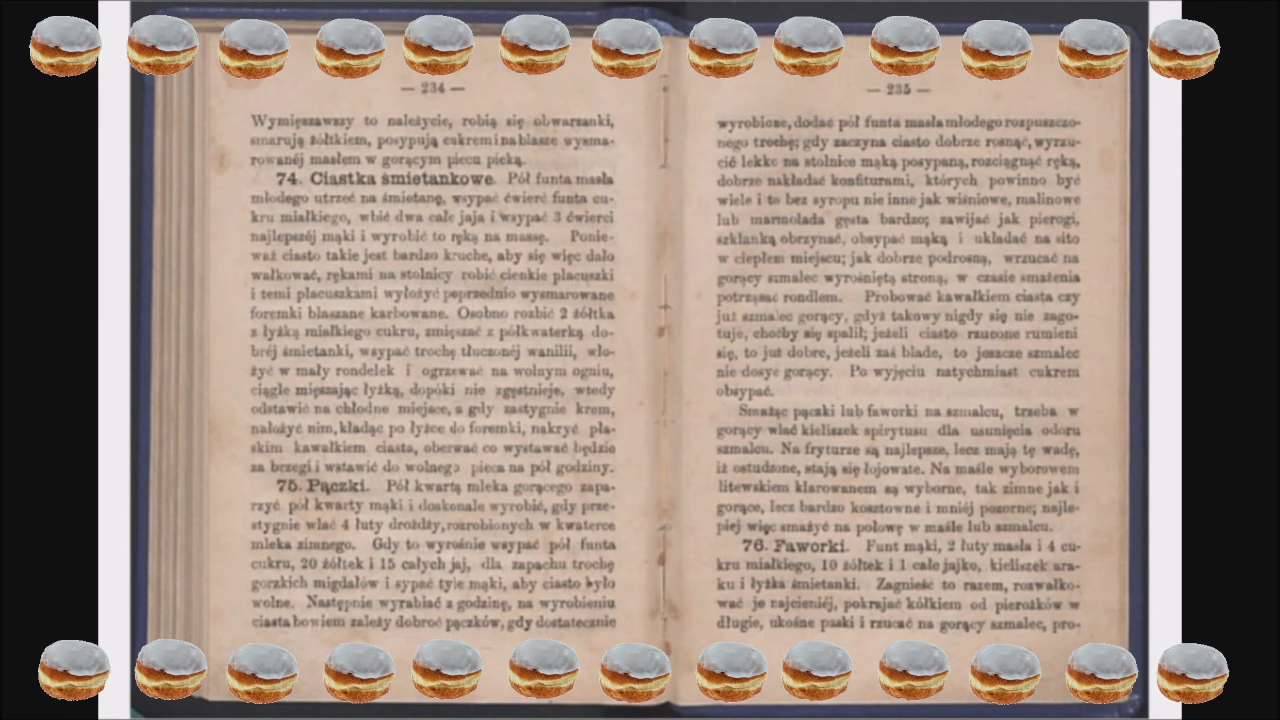 — 234 —
Wymięszawszy to należycie, robią się obwarzanki,
smarują żółtkiem, posypują cukrem i na blasze wysma-
rowanéj masłem w gorącym piecu pieką.
74. Ciastka śmietankowe. Pół funta masła
młodego utrzeć na śmietanę, wsypać ćwierć funta cu-
kru miałkiego, wbić dwa całe jaja i wsypać 3 ćwierci
najlepszéj mąki i wyrobić to ręką na massę. Ponie-
waż ciasto takie jest bardzo kruche, aby się więc dało
wałkować, rękami na stolnicy robić cienkie placuszki
i temi placuszkami wyłożyć poprzednio wysmarowane
foremki blaszane karbowane. Osobno rozbić 2 żółtka
z łyżką miałkiego cukru, zmięszać z półkwaterką do-
bréj śmietanki, wsypać trochę tłuczonéj wanilii, wło-
żyć w mały rondelek i ogrzewać na wolnym ogniu,
ciągle mięszając łyżką, dopóki nie zgęstnieje, wtedy
odstawić na chłodne miejsce, a gdy zastygnie krem,
nałożyć nim, kładąc po łyżce do foremki, nakryć pła-
skim kawałkiem ciasta, oberwać co wystawać będzie
za brzegi i wstawić do wolnego pieca na pół godziny.
75. Pączki. Pół kwartą mleka gorącego zapa-
rzyć pół kwarty mąki i doskonale wyrobić, gdy prze-
stygnie wlać 4 łuty drożdży, rozrobionych w kwaterce
mleka zimnego. Gdy to wyrośnie wsypać pół funta
cukru, 20 żółtek i 15 całych jaj, dla zapachu trochę
gorzkich migdałów i sypać tyle mąki, aby ciasto było
wolne. Następnie wyrabiać z godzinę, na wyrobieniu
ciasta bowiem zależy dobroć pączków, gdy dostatecznie
— 235 —
wyrobione, dodać pół funta masła młodego rozpuszczo-
nego trochę; gdy zaczyna ciasto dobrze rosnąć, wyrzu-
cić lekko na stolnice mąką posypaną, rozciągnąć ręką,
dobrze nakładać konfiturami, których powinno być
wiele i to bez syropu nie inne jak wiśniowe, malinowe
lub marmolada gęsta bardzo; zawijać jak pierogi,
szklanką obrzynać, obsypać mąką i układać na sito
w ciepłem miejscu; jak dobrze podrosną, wrzucać na
gorący szmalec wyrośniętą stroną, w czasie smażenia
potrząsać rondlem. Probować kawałkiem ciasta czy
już szmalec gorący, gdyż takowy nigdy się nie zago-
tuje, choćby się spalił; jeżeli ciasto rzucone rumieni
się, to już dobre, jeżeli zaś blade, to jeszcze szmalec
nie dosyć gorący. Po wyjęciu natychmiast cukrem
obsypać.
Smażąc pączki lub faworki na szmalcu, trzeba w
gorący wlać kieliszek spirytusu dla usunięcia odoru
szmalcu. Na fryturze są najlepsze, lecz mają tę wadę,
iż ostudzone, stają się łojowate. Na maśle wyborowem
litewskiem klarowanem są wyborne, tak zimne jak i
gorące, lecz bardzo kosztowne i mniéj pozorne; najle-
piej więc smażyć na połowę w maśle lub szmalcu.
76. Faworki. Funt mąki, 2 łuty masła i 4 cu-
kru miałkiego, 10 żółtek i 1 całe jajko, kieliszek ara-
ku i łyżka śmietanki. Zagnieść to razem, rozwałko-
wać je najcieniéj, pokrajać kółkiem od pierożków w
długie, ukośne paski i rzucać na gorący szmalec, pro-